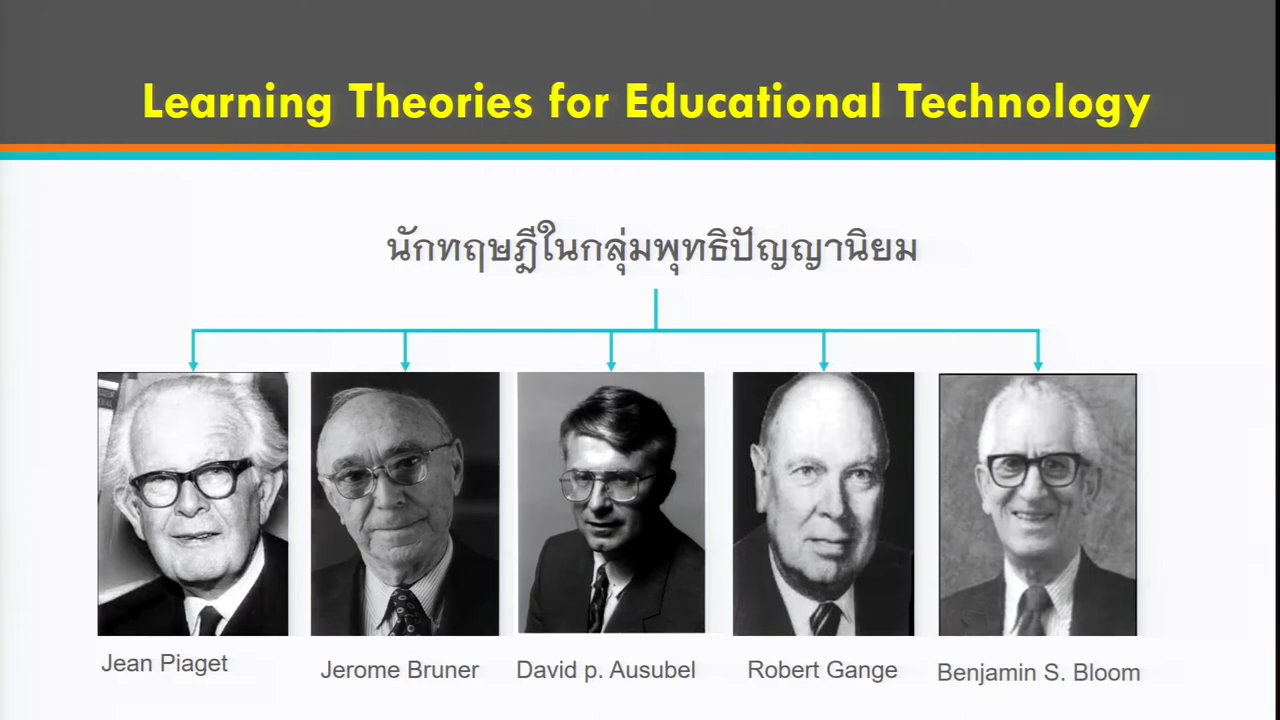 Learning Theories for Educational Technology
นักทฤษฎีในกลุ่มพุทธิปัญญานิยม
Jean Piaget
Jerome Bruner
David p. Ausubel
Robert Gange
Benjamin S. Bloom